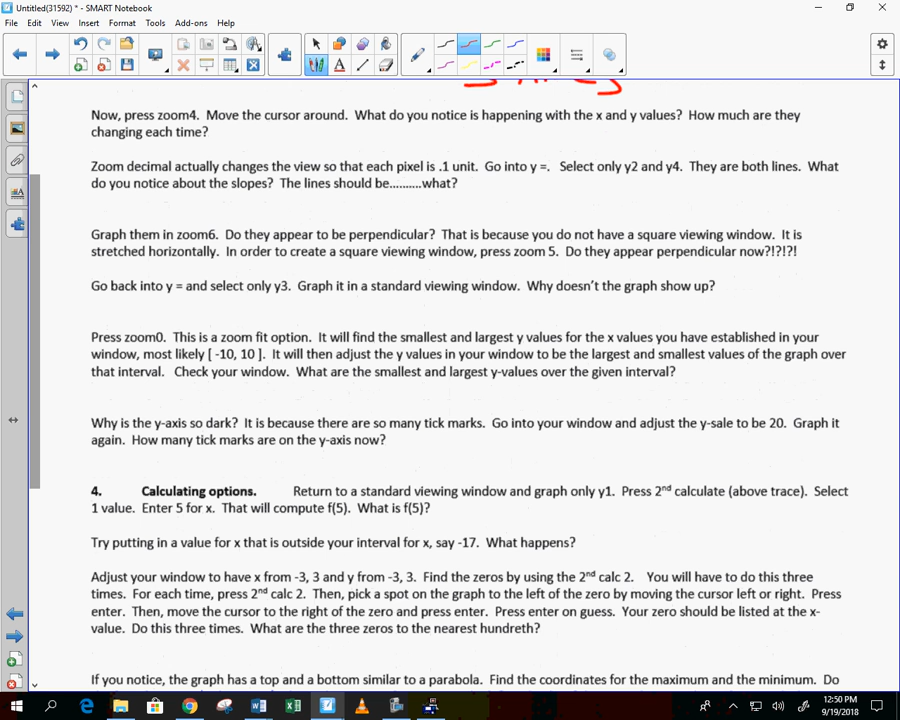 Untitled(31592) * - SMART Notebook
File Edit View Insert Format Tools Add-ons Help
Now, press zoom4. Move the cursor around. What do you notice is happening with the x and y values? How much are they
changing each time?
Zoom decimal actually changes the view so that each pixel is .1 unit. Go into y =. Select only y2 and y4. They are both lines. What
do you notice about the slopes? The lines should be..........what?
Graph them in zoom6. Do they appear to be perpendicular? That is because you do not have a square viewing window. It is
stretched horizontally. In order to create a square viewing window, press zoom 5. Do they appear perpendicular now?!?!?!
Go back into y = and select only y3. Graph it in a standard viewing window. Why doesn't the graph show up?
Press zoom0. This is a zoom fit option. It will find the smallest and largest y values for the x values you have established in your
window, most likely [ -10, 10 ]. It will then adjust the y values in your window to be the largest and smallest values of the graph over
that interval. Check your window. What are the smallest and largest y-values over the given interval?
Why is the y-axis so dark? It is because there are so many tick marks. Go into your window and adjust the y-sale to be 20. Graph it
again. How many tick marks are on the y-axis now?
4. Calculating options. Return to a standard viewing window and graph only y1. Press 2nd calculate (above trace). Select
1 value. Enter 5 for x. That will compute f(5). What is f(5)?
Try putting in a value for x that is outside your interval for x, say -17. What happens?
Adjust your window to have x from -3, 3 and y from -3, 3. Find the zeros by using the 2nd calc 2. You will have to do this three
times. For each time, press 2nd calc 2. Then, pick a spot on the graph to the left of the zero by moving the cursor left or right. Press
enter. Then, move the cursor to the right of the zero and press enter. Press enter on guess. Your zero should be listed at the x-
value. Do this three times. What are the three zeros to the nearest hundreth?
If you notice, the graph has a top and a bottom similar to a parabola. Find the coordinates for the maximum and the minimum. Do
12:50 PM
9/19/2018